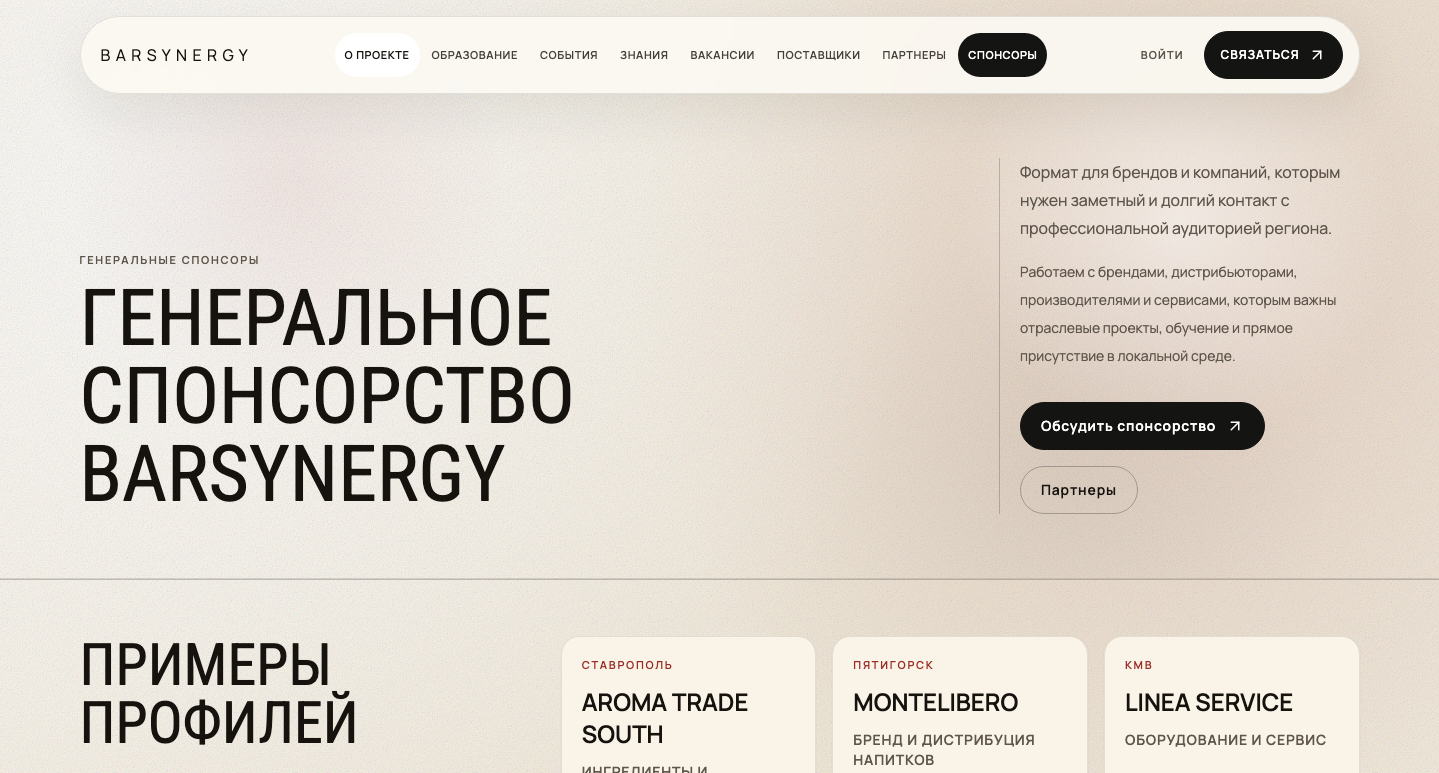 BARSYNERGY
О ПРОЕКТЕ
ОБРАЗОВАНИЕ
СОБЫТИЯ
ЗНАНИЯ
ВАКАНСИИ
ПОСТАВЩИКИ
ПАРТНЕРЫ
СПОНСОРЫ
ВОЙТИ
СВЯЗАТЬСЯ
ГЕНЕРАЛЬНЫЕ СПОНСОРЫ
ГЕНЕРАЛЬНОЕ
СПОНСОРСТВО
BARSYNERGY
Формат для брендов и компаний, которым
нужен заметный и долгий контакт с
профессиональной аудиторией региона.
Работаем с брендами, дистрибьюторами,
производителями и сервисами, которым важны
отраслевые проекты, обучение и прямое
присутствие в локальной среде.
Обсудить спонсорство
Партнеры
ПРИМЕРЫ
ПРОФИЛЕЙ
СТАВРОПОЛЬ
AROMA TRADE
SOUTH
ИНГРЕДИЕНТЫ И
ПЯТИГОРСК
MONTELIBERO
БРЕНД И ДИСТРИБУЦИЯ
НАПИТКОВ
КМВ
LINEA SERVICE
ОБОРУДОВАНИЕ И СЕРВИС